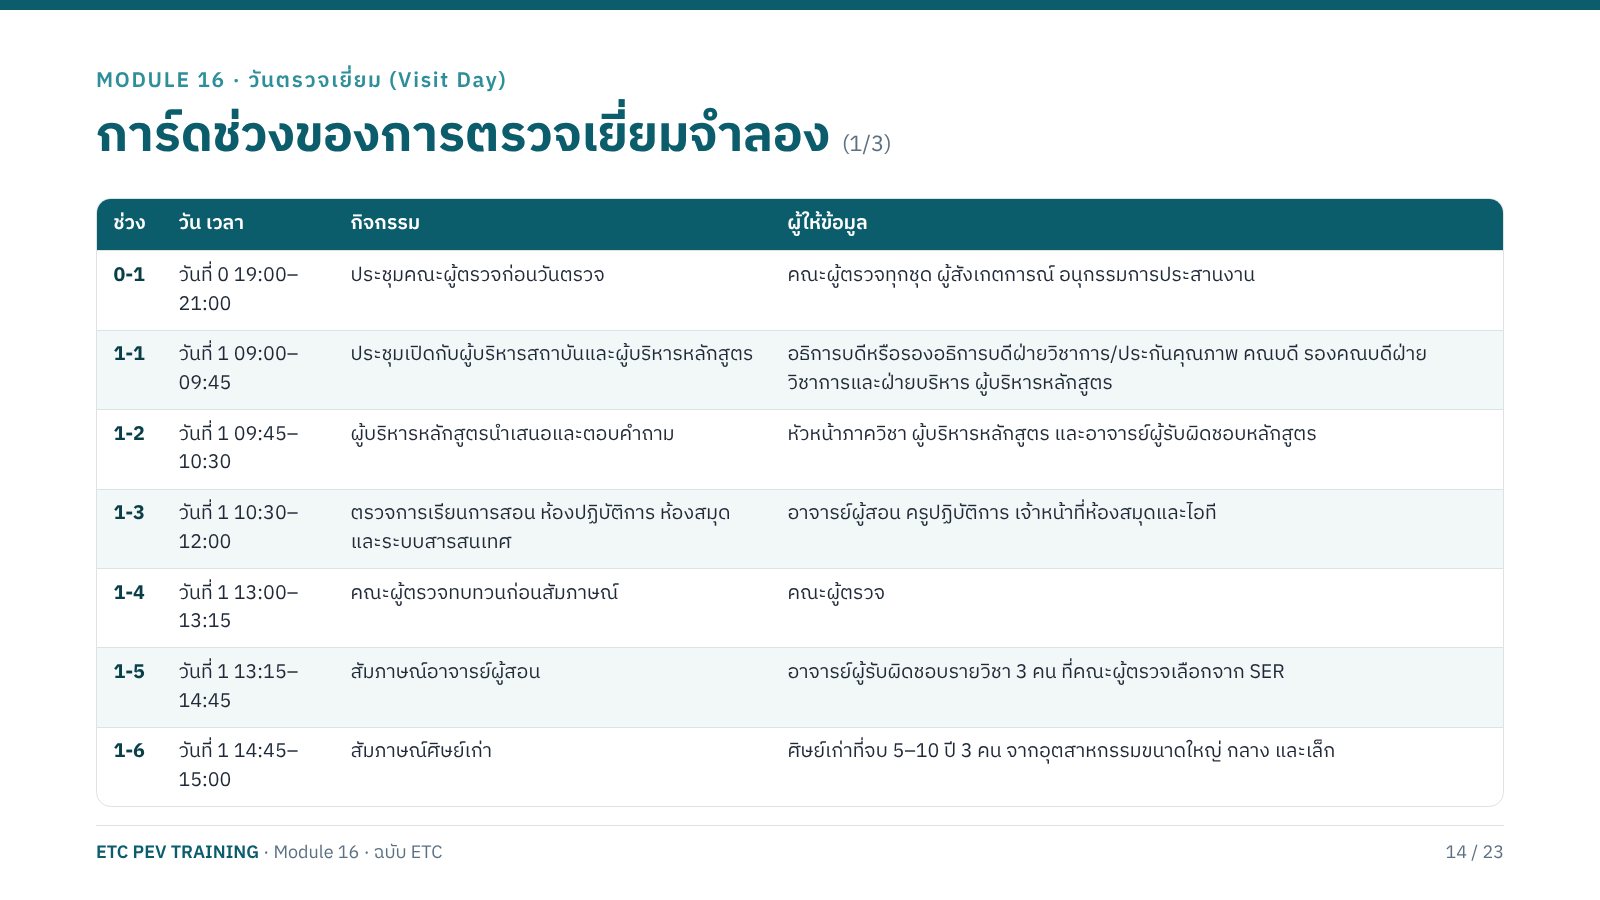 MODULE 16 · วันตรวจเยี่ยม (Visit Day)
การ์ดช่วงของการตรวจเยี่ยมจำลอง (1/3)
ช่วง วัน เวลา กิจกรรม ผู้ให้ข้อมูล
0-1 วันที่ 0 19:00– ประชุมคณะผู้ตรวจก่อนวันตรวจ คณะผู้ตรวจทุกชุด ผู้สังเกตการณ์ อนุกรรมการประสานงาน
21:00
1-1 วันที่ 1 09:00– ประชุมเปิดกับผู้บริหารสถาบันและผู้บริหารหลักสูตร อธิการบดีหรือรองอธิการบดีฝ่ายวิชาการ/ประกันคุณภาพ คณบดี รองคณบดีฝ่าย
09:45 วิชาการและฝ่ายบริหาร ผู้บริหารหลักสูตร
1-2 วันที่ 1 09:45– ผู้บริหารหลักสูตรนำเสนอและตอบคำถาม หัวหน้าภาควิชา ผู้บริหารหลักสูตร และอาจารย์ผู้รับผิดชอบหลักสูตร
10:30
1-3 วันที่ 1 10:30– ตรวจการเรียนการสอน ห้องปฏิบัติการ ห้องสมุด อาจารย์ผู้สอน ครูปฏิบัติการ เจ้าหน้าที่ห้องสมุดและไอที
12:00 และระบบสารสนเทศ
1-4 วันที่ 1 13:00– คณะผู้ตรวจทบทวนก่อนสัมภาษณ์ คณะผู้ตรวจ
13:15
1-5 วันที่ 1 13:15– สัมภาษณ์อาจารย์ผู้สอน อาจารย์ผู้รับผิดชอบรายวิชา 3 คน ที่คณะผู้ตรวจเลือกจาก SER
14:45
1-6 วันที่ 1 14:45– สัมภาษณ์ศิษย์เก่า ศิษย์เก่าที่จบ 5–10 ปี 3 คน จากอุตสาหกรรมขนาดใหญ่ กลาง และเล็ก
15:00
ETC PEV TRAINING · Module 16 · ฉบับ ETC 14 / 23